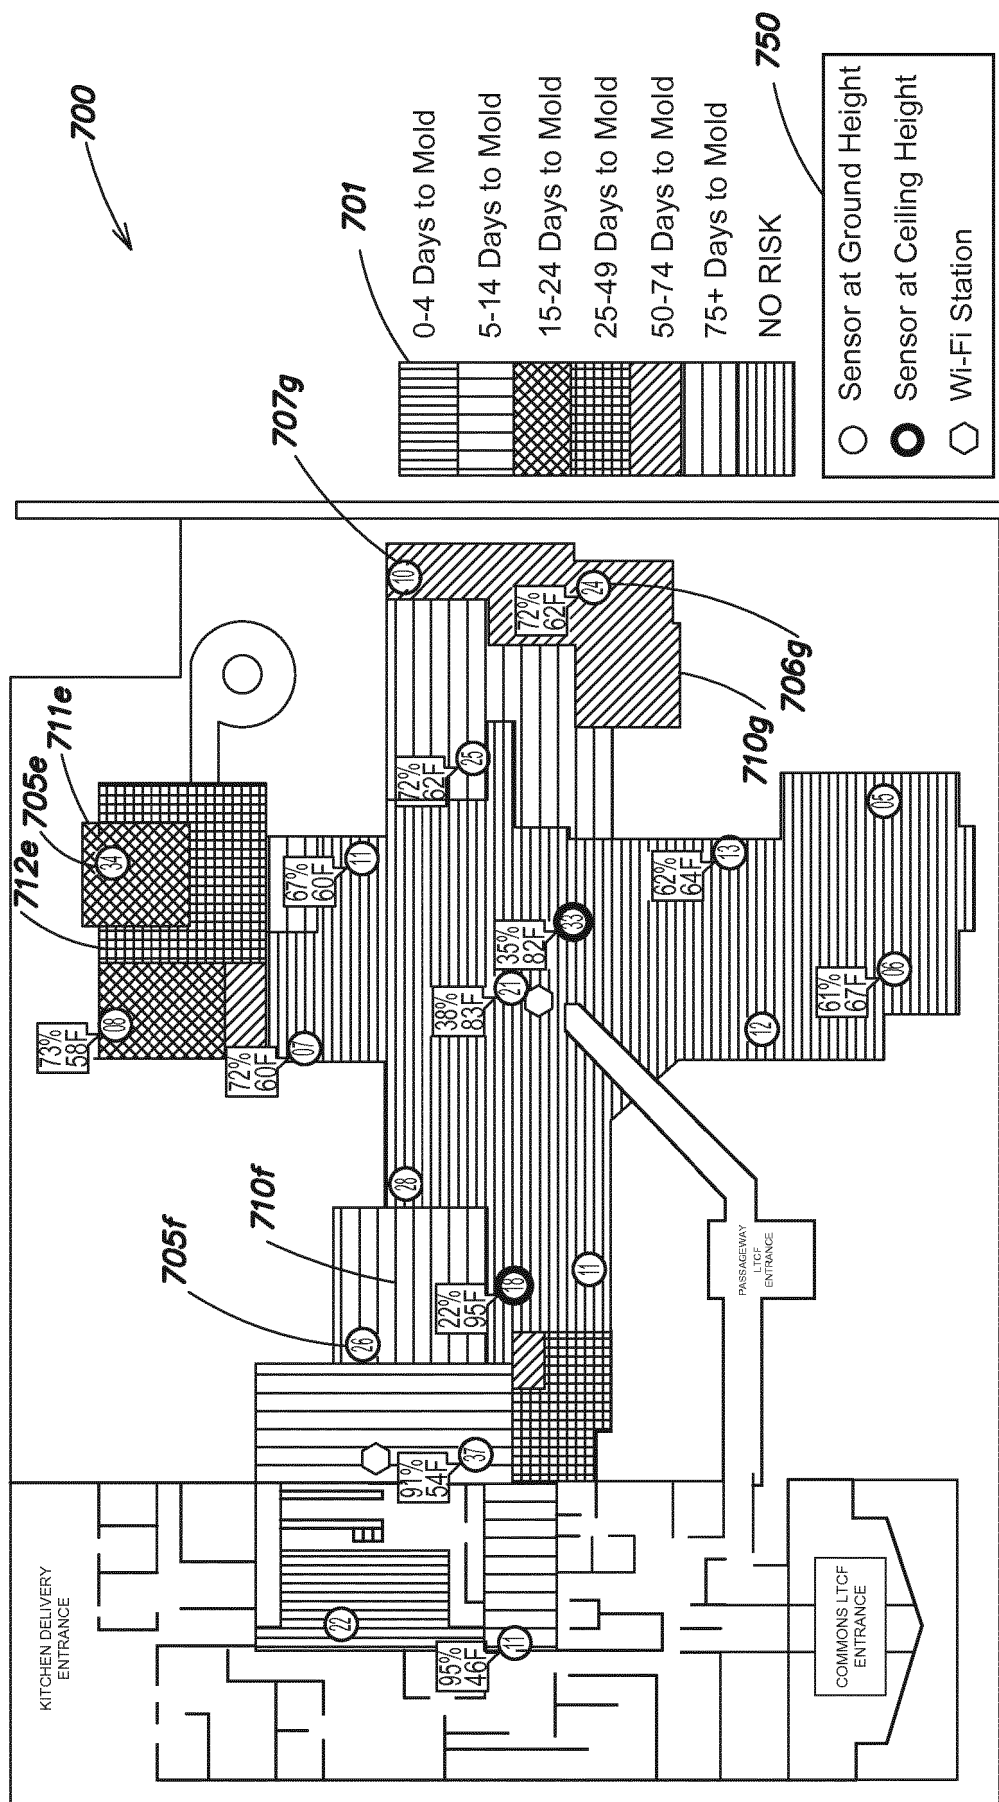 700
701
0-4 Days to Mold
5-14 Days to Mold
15-24 Days to Mold
25-49 Days to Mold
50-74 Days to Mold
75+ Days to Mold
NO RISK
750
Sensor at Ground Height
Sensor at Ceiling Height
Wi-Fi Station
KITCHEN DELIVERY
ENTRANCE
705f
710f
712e
705e
711e
707g
706g
710g
73%
58F
08
34
72%
60F
07
67%
60F
11
10
72%
62F
25
72%
62F
24
28
38%
83F
21
35%
82F
33
26
22%
95F
18
11
62%
64F
13
12
61%
67F
06
05
91%
54F
37
22
95%
46F
11
PASSAGEWAY
LTCF
ENTRANCE
COMMONS LTCF
ENTRANCE